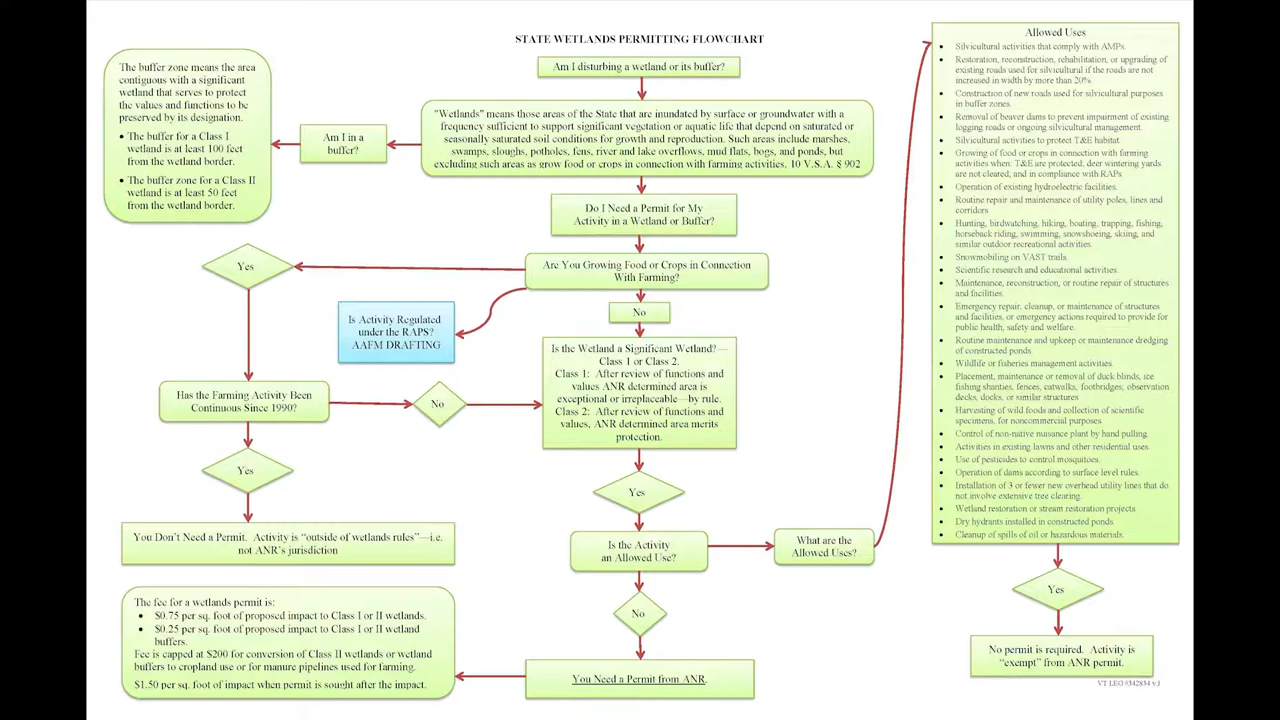 STATE WETLANDS PERMITTING FLOWCHART
Am I disturbing a wetland or its buffer?
"Wetlands" means those areas of the State that are inundated by surface or groundwater with a
frequency sufficient to support significant vegetation or aquatic life that depend on saturated or
seasonally saturated soil conditions for growth and reproduction. Such areas include marshes,
swamps, sloughs, potholes, fens, river and lake overflows, mud flats, bogs, and ponds, but
excluding such areas as grow food or crops in connection with farming activities. 10 V.S.A. § 902
Am I in a
buffer?
The buffer zone means the area
contiguous with a significant
wetland that serves to protect
the values and functions to be
preserved by its designation.
• The buffer for a Class I
wetland is at least 100 feet
from the wetland border.
• The buffer zone for a Class II
wetland is at least 50 feet
from the wetland border.
Do I Need a Permit for My
Activity in a Wetland or Buffer?
Are You Growing Food or Crops in Connection
With Farming?
Yes
No
Is Activity Regulated
under the RAPS?
AAFM DRAFTING
Has the Farming Activity Been
Continuous Since 1990?
No
Yes
You Don't Need a Permit. Activity is "outside of wetlands rules"—i.e.
not ANR's jurisdiction
Is the Wetland a Significant Wetland?—
Class 1 or Class 2.
Class 1: After review of functions and
values ANR determined area is
exceptional or irreplaceable—by rule.
Class 2: After review of functions and
values, ANR determined area merits
protection.
Yes
Is the Activity
an Allowed Use?
What are the
Allowed Uses?
No
You Need a Permit from ANR.
The fee for a wetlands permit is:
• $0.75 per sq. foot of proposed impact to Class I or II wetlands.
• $0.25 per sq. foot of proposed impact to Class I or II wetland
buffers.
Fee is capped at $200 for conversion of Class II wetlands or wetland
buffers to cropland use or for manure pipelines used for farming.
$1.50 per sq. foot of impact when permit is sought after the impact.
Allowed Uses
• Silvicultural activities that comply with AMPs.
• Restoration, reconstruction, rehabilitation, or upgrading of
existing roads used for silvicultural if the roads are not
increased in width by more than 20%.
• Construction of new roads used for silvicultural purposes
in buffer zones.
• Removal of beaver dams to prevent impairment of existing
logging roads or ongoing silvicultural management.
• Silvicultural activities to protect T&E habitat.
• Growing of food or crops in connection with farming
activities when: T&E are protected, deer wintering yards
are not cleared, and in compliance with RAPs.
• Operation of existing hydroelectric facilities.
• Routine repair and maintenance of utility poles, lines and
corridors
• Hunting, birdwatching, hiking, boating, trapping, fishing,
horseback riding, swimming, snowshoeing, skiing, and
similar outdoor recreational activities.
• Snowmobiling on VAST trails.
• Scientific research and educational activities.
• Maintenance, reconstruction, or routine repair of structures
and facilities.
• Emergency repair, cleanup, or maintenance of structures
and facilities, or emergency actions required to provide for
public health, safety and welfare.
• Routine maintenance and upkeep or maintenance dredging
of constructed ponds.
• Wildlife or fisheries management activities.
• Placement, maintenance or removal of duck blinds, ice
fishing shanties, fences, catwalks, footbridges, observation
decks, docks, or similar structures
• Harvesting of wild foods and collection of scientific
specimens, for noncommercial purposes.
• Control of non-native nuisance plant by hand pulling.
• Activities in existing lawns and other residential uses.
• Use of pesticides to control mosquitoes.
• Operation of dams according to surface level rules.
• Installation of 3 or fewer new overhead utility lines that do
not involve extensive tree clearing.
• Wetland restoration or stream restoration projects.
• Dry hydrants installed in constructed ponds.
• Cleanup of spills of oil or hazardous materials.
Yes
No permit is required. Activity is
"exempt" from ANR permit.
VT LEG #342834 v.1